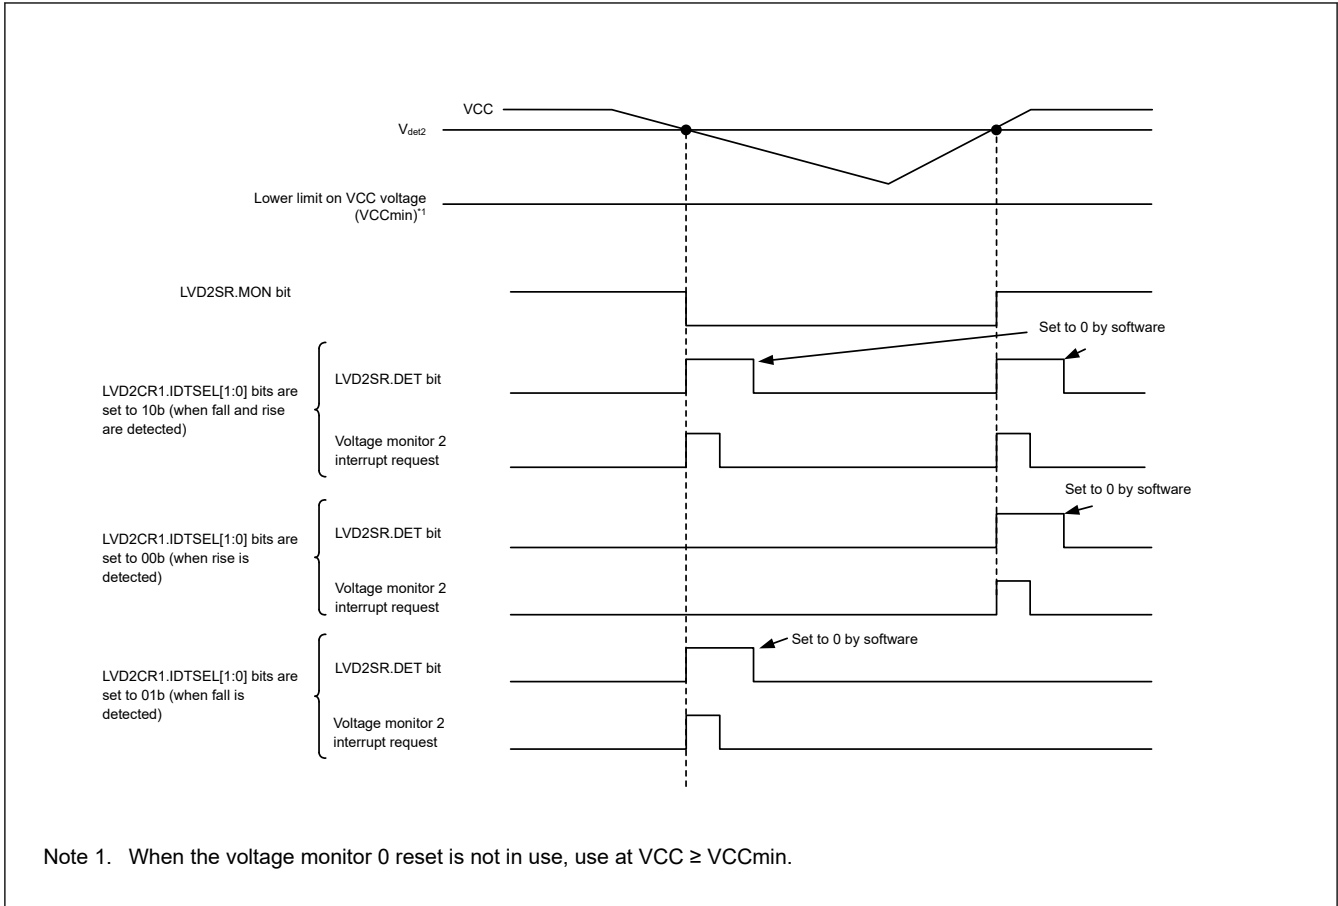 VCC
Vdet2
Lower limit on VCC voltage
(VCCmin)*1
LVD2SR.MON bit
Set to 0 by software
LVD2CR1.IDTSEL[1:0] bits are
set to 10b (when fall and rise
are detected)
LVD2SR.DET bit
Voltage monitor 2
interrupt request
Set to 0 by software
LVD2CR1.IDTSEL[1:0] bits are
set to 00b (when rise is
detected)
LVD2SR.DET bit
Voltage monitor 2
interrupt request
Set to 0 by software
LVD2CR1.IDTSEL[1:0] bits are
set to 01b (when fall is
detected)
LVD2SR.DET bit
Voltage monitor 2
interrupt request
Note 1. When the voltage monitor 0 reset is not in use, use at VCC ≥ VCCmin.